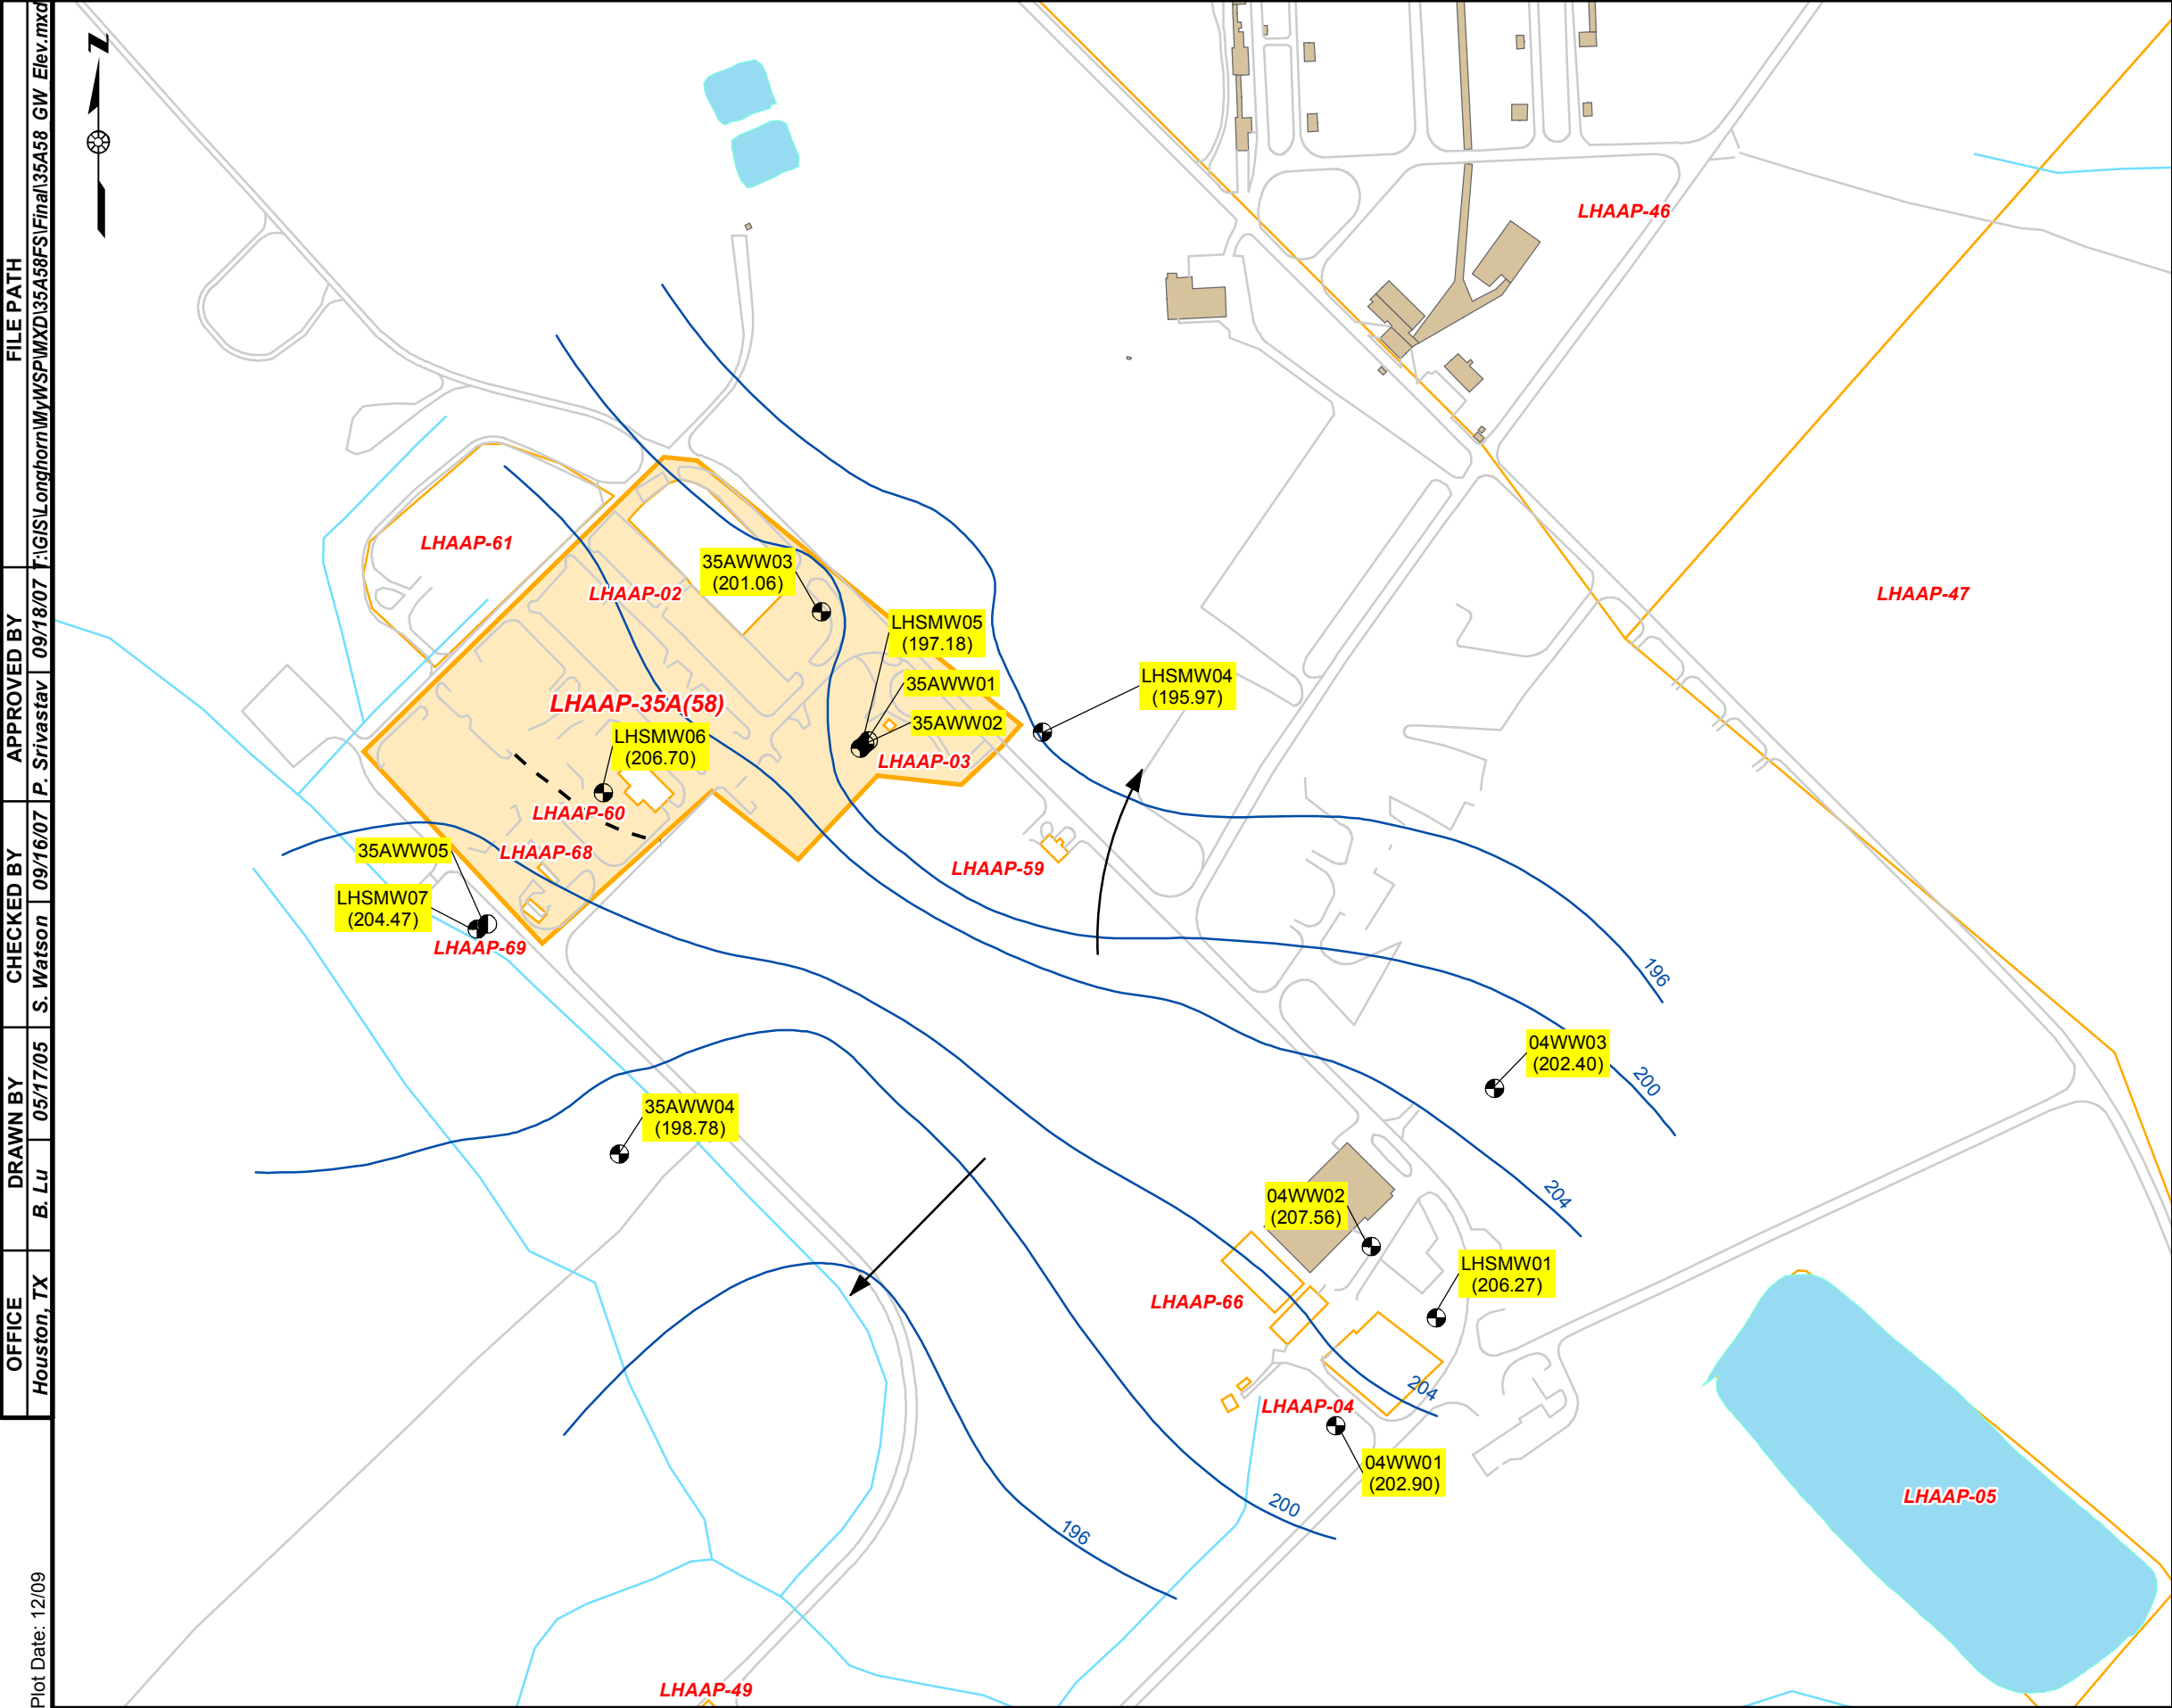 FILE PATH
T:\GIS\LonghornMyWSP\MXD\35A58FS\Final\35A58 GW Elev.mxd
APPROVED BY
P. Srivastav 09/18/07
CHECKED BY
S. Watson 09/16/07
DRAWN BY
B. Lu 05/17/05
OFFICE
Houston, TX
Plot Date: 12/09
N
LHAAP-46
LHAAP-61
35AWW03
(201.06)
LHAAP-02
LHAAP-47
LHSMW05
(197.18)
35AWW01
LHSMW04
(195.97)
LHAAP-35A(58)
35AWW02
LHSMW06
(206.70)
LHAAP-03
LHAAP-60
35AWW05
LHAAP-68
LHAAP-59
LHSMW07
(204.47)
LHAAP-69
196
04WW03
(202.40)
200
35AWW04
(198.78)
204
04WW02
(207.56)
LHSMW01
(206.27)
LHAAP-66
204
LHAAP-04
04WW01
(202.90)
200
LHAAP-05
196
LHAAP-49